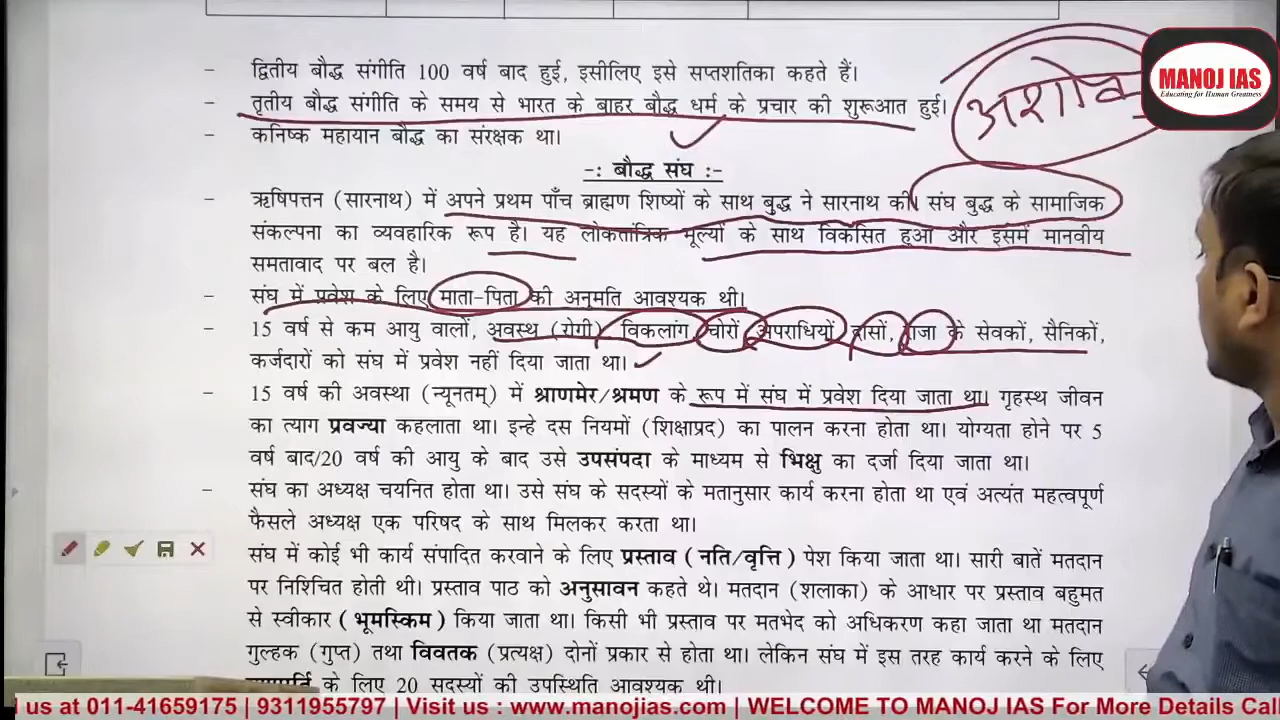 द्वितीय बौद्ध संगीति 100 वर्ष बाद हुई, इसीलिए इसे सप्तशतिका कहते हैं।
तृतीय बौद्ध संगीति के समय से भारत के बाहर बौद्ध धर्म के प्रचार की शुरूआत हुई।
अशोक
MANOJ IAS
Educating for Human Greatness
कनिष्क महायान बौद्ध का संरक्षक था।
-: बौद्ध संघ :-
ऋषिपत्तन (सारनाथ) में अपने प्रथम पाँच ब्राह्मण शिष्यों के साथ बुद्ध ने सारनाथ की। संघ बुद्ध के सामाजिक
संकल्पना का व्यवहारिक रूप है। यह लोकतांत्रिक मूल्यों के साथ विकसित हुआ और इसमें मानवीय
समतावाद पर बल है।
संघ में प्रवेश के लिए माता-पिता की अनुमति आवश्यक थी।
15 वर्ष से कम आयु वालों, अवस्थ (रोगी) विकलांग चोरों अपराधियों दासों, राजा के सेवकों, सैनिकों,
कर्जदारों को संघ में प्रवेश नहीं दिया जाता था।
15 वर्ष की अवस्था (न्यूनतम्) में श्राणमेर/श्रमण के रूप में संघ में प्रवेश दिया जाता था। गृहस्थ जीवन
का त्याग प्रवज्या कहलाता था। इन्हे दस नियमों (शिक्षाप्रद) का पालन करना होता था। योग्यता होने पर 5
वर्ष बाद/20 वर्ष की आयु के बाद उसे उपसंपदा के माध्यम से भिक्षु का दर्जा दिया जाता था।
संघ का अध्यक्ष चयनित होता था। उसे संघ के सदस्यों के मतानुसार कार्य करना होता था एवं अत्यंत महत्वपूर्ण
फैसले अध्यक्ष एक परिषद के साथ मिलकर करता था।
संघ में कोई भी कार्य संपादित करवाने के लिए प्रस्ताव (नति/वृत्ति) पेश किया जाता था। सारी बातें मतदान
पर निशिचित होती थी। प्रस्ताव पाठ को अनुसावन कहते थे। मतदान (शलाका) के आधार पर प्रस्ताव बहुमत
से स्वीकार (भूमस्किम) किया जाता था। किसी भी प्रस्ताव पर मतभेद को अधिकरण कहा जाता था मतदान
गुल्हक (गुप्त) तथा विवतक (प्रत्यक्ष) दोनों प्रकार से होता था। लेकिन संघ में इस तरह कार्य करने के लिए
के लिए 20 सदस्यों की उपस्थिति आवश्यक थी।
l us at 011-41659175 | 9311955797 | Visit us : www.manojias.com | WELCOME TO MANOJ IAS For More Details Call